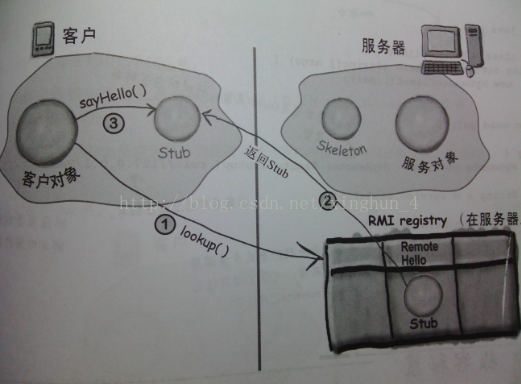 客户
服务器
sayHello()
③
Stub
客户对象
Skeleton
服务对象
返回Stub
②
http://blog.csdn.net/
①
lookup()
RMI registry (在服务器
Remote
Hello
Stub